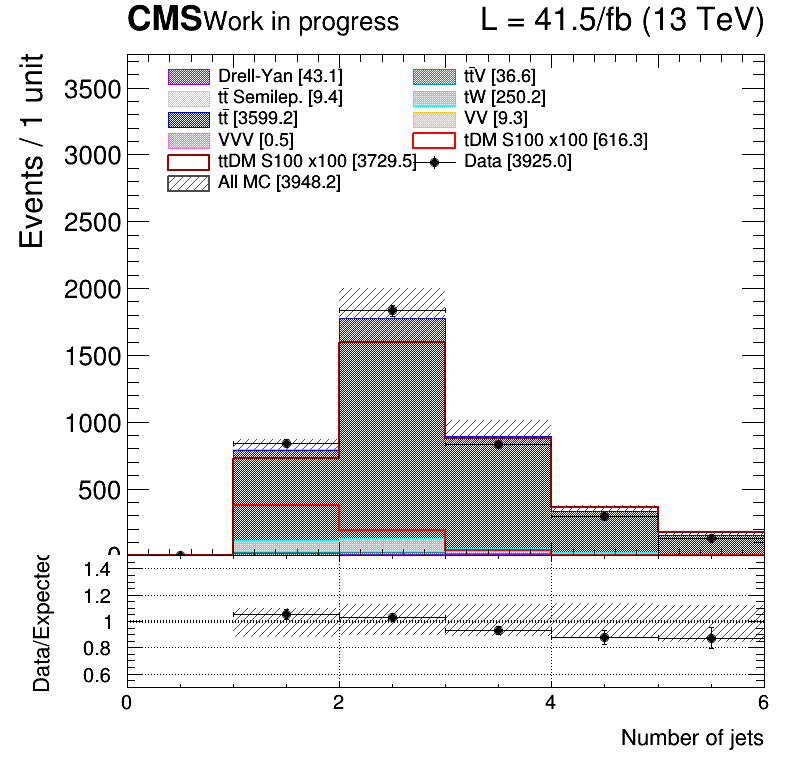 CMS Work in progress L = 41.5/fb (13 TeV)
Events / 1 unit
3500
3000
2500
2000
1500
1000
500
0
Drell-Yan [43.1] tt̄V [36.6]
tt̄ Semilep. [9.4] tW [250.2]
tt̄ [3599.2] VV [9.3]
VVV [0.5] tDM S100 x100 [616.3]
ttDM S100 x100 [3729.5] Data [3925.0]
All MC [3948.2]
Data/Expected
1.4
1.2
1
0.8
0.6
0 2 4 6
Number of jets